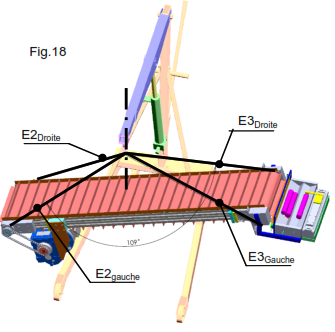 Fig.18
E3Droite
E2Droite
109°
E3Gauche
E2gauche